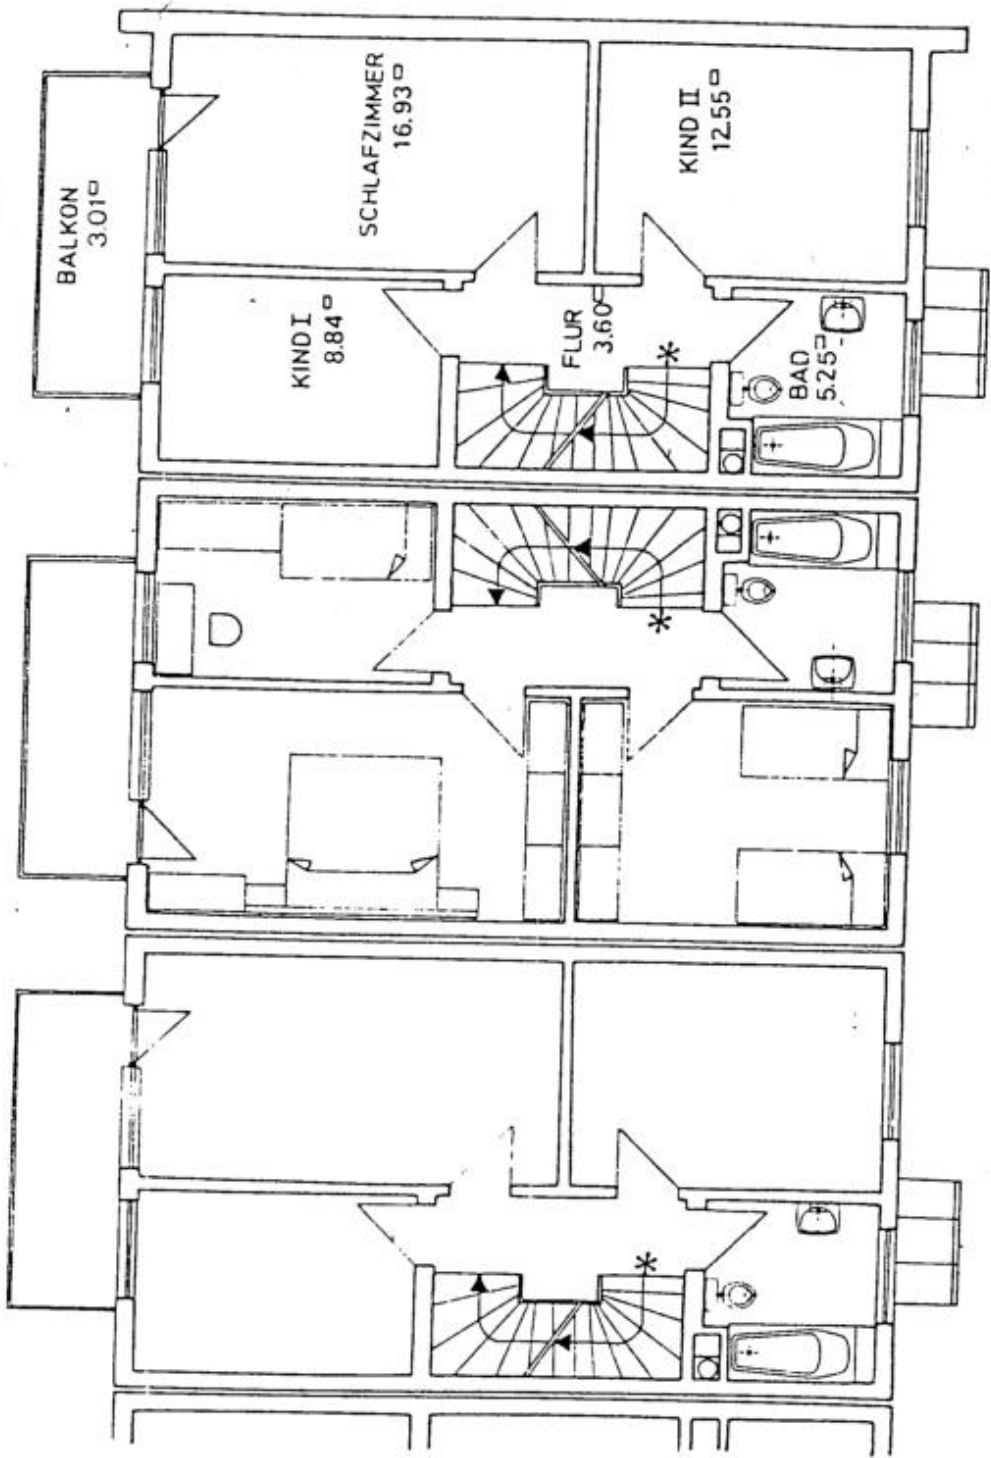 BALKON
3.01
SCHLAFZIMMER
16.93
KIND II
12.55
KIND I
8.84
FLUR
3.60
BAD
5.25